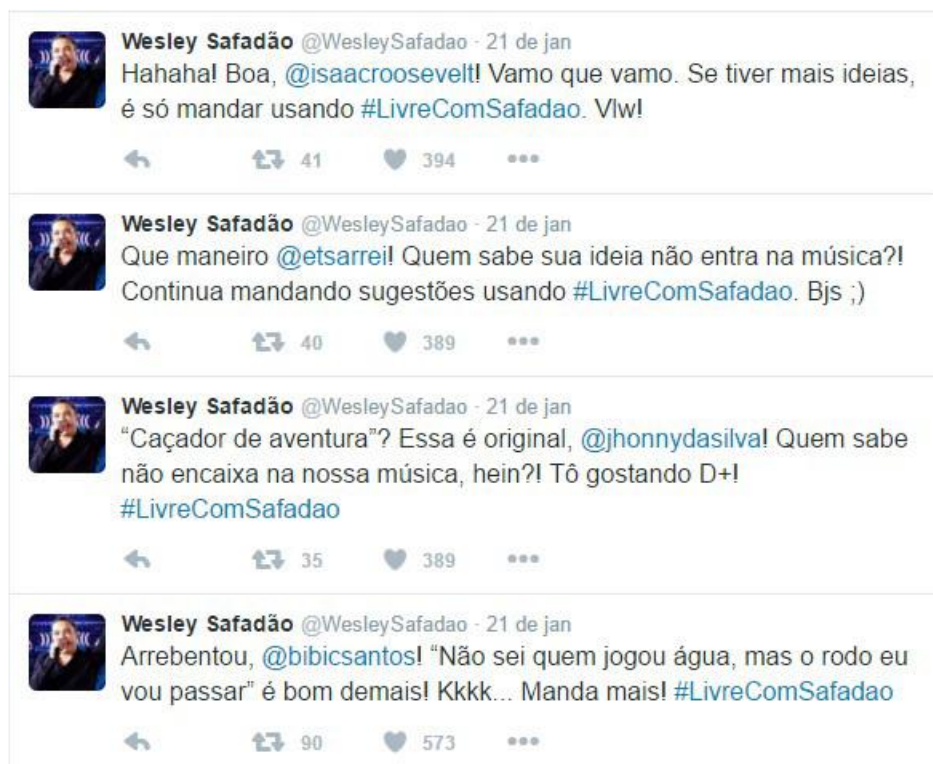 Wesley Safadão @WesleySafadao · 21 de jan
Hahaha! Boa, @isaacroosevelt! Vamo que vamo. Se tiver mais ideias,
é só mandar usando #LivreComSafadao. Vlw!
41 394
Wesley Safadão @WesleySafadao · 21 de jan
Que maneiro @etsarrei! Quem sabe sua ideia não entra na música?!
Continua mandando sugestões usando #LivreComSafadao. Bjs ;)
40 389
Wesley Safadão @WesleySafadao · 21 de jan
“Caçador de aventura”? Essa é original, @jhonnydasilva! Quem sabe
não encaixa na nossa música, hein?! Tô gostando D+!
#LivreComSafadao
35 389
Wesley Safadão @WesleySafadao · 21 de jan
Arrebentou, @bibicsantos! “Não sei quem jogou água, mas o rodo eu
vou passar” é bom demais! Kkkk... Manda mais! #LivreComSafadao
90 573